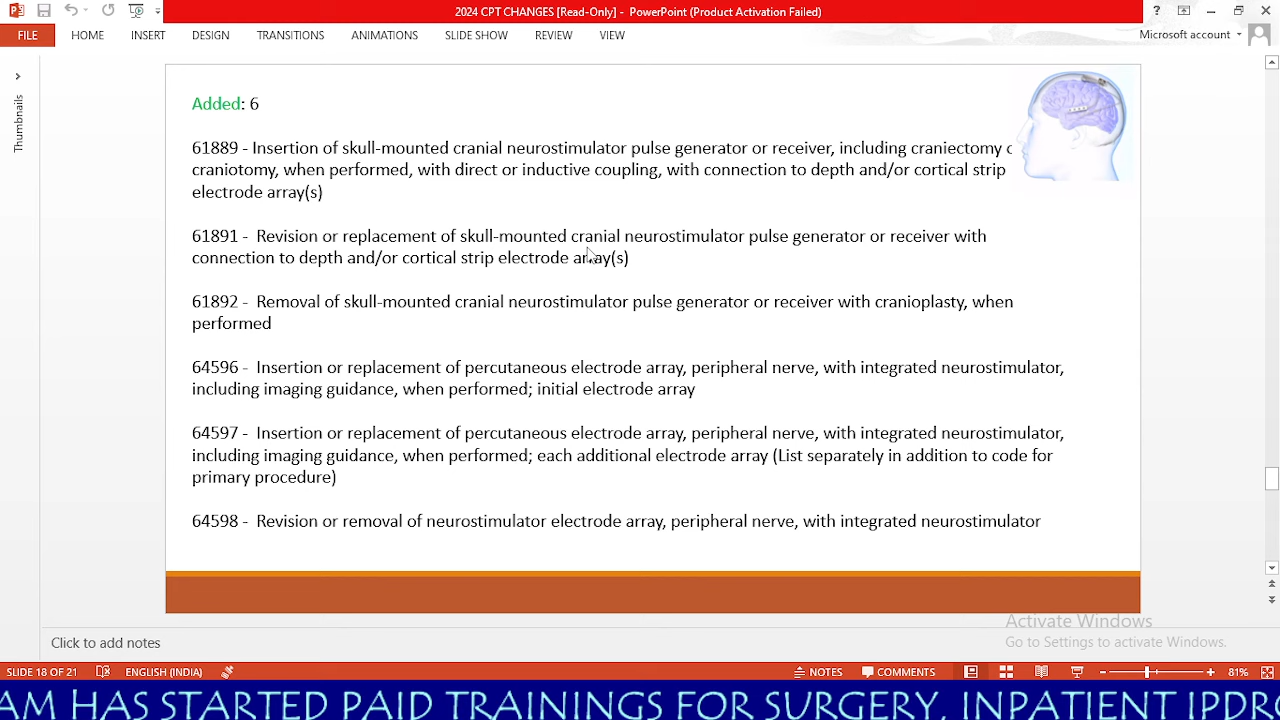 2024 CPT CHANGES [Read-Only] - PowerPoint (Product Activation Failed)
?
FILE HOME INSERT DESIGN TRANSITIONS ANIMATIONS SLIDE SHOW REVIEW VIEW Microsoft account
Thumbnails
Added: 6
61889 - Insertion of skull-mounted cranial neurostimulator pulse generator or receiver, including craniectomy
craniotomy, when performed, with direct or inductive coupling, with connection to depth and/or cortical strip
electrode array(s)
61891 - Revision or replacement of skull-mounted cranial neurostimulator pulse generator or receiver with
connection to depth and/or cortical strip electrode array(s)
61892 - Removal of skull-mounted cranial neurostimulator pulse generator or receiver with cranioplasty, when
performed
64596 - Insertion or replacement of percutaneous electrode array, peripheral nerve, with integrated neurostimulator,
including imaging guidance, when performed; initial electrode array
64597 - Insertion or replacement of percutaneous electrode array, peripheral nerve, with integrated neurostimulator,
including imaging guidance, when performed; each additional electrode array (List separately in addition to code for
primary procedure)
64598 - Revision or removal of neurostimulator electrode array, peripheral nerve, with integrated neurostimulator
Activate Windows
Go to Settings to activate Windows.
Click to add notes
SLIDE 18 OF 21 ENGLISH (INDIA) NOTES COMMENTS 81%
AM HAS STARTED PAID TRAININGS FOR SURGERY, INPATIENT IPDR